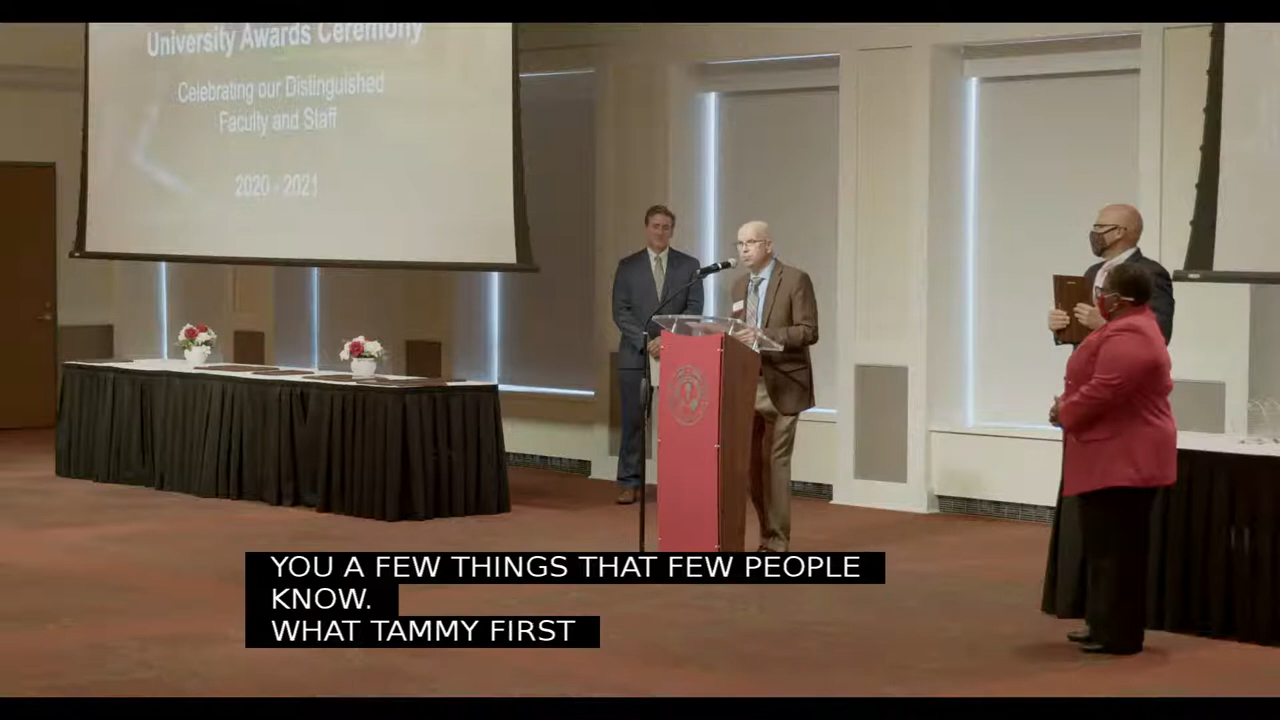 University Awards Ceremony
Celebrating our Distinguished
Faculty and Staff
2020 - 2021
YOU A FEW THINGS THAT FEW PEOPLE
KNOW.
WHAT TAMMY FIRST